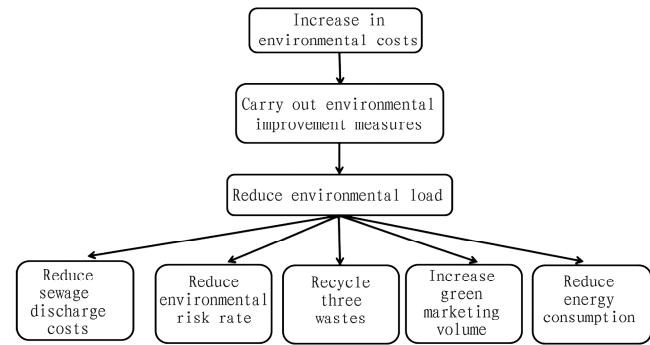 Increase in
environmental costs
Carry out environmental
improvement measures
Reduce environmental load
Reduce
sewage
discharge
costs
Reduce
environmental
risk rate
Recycle
three
wastes
Increase
green
marketing
volume
Reduce
energy
consumption